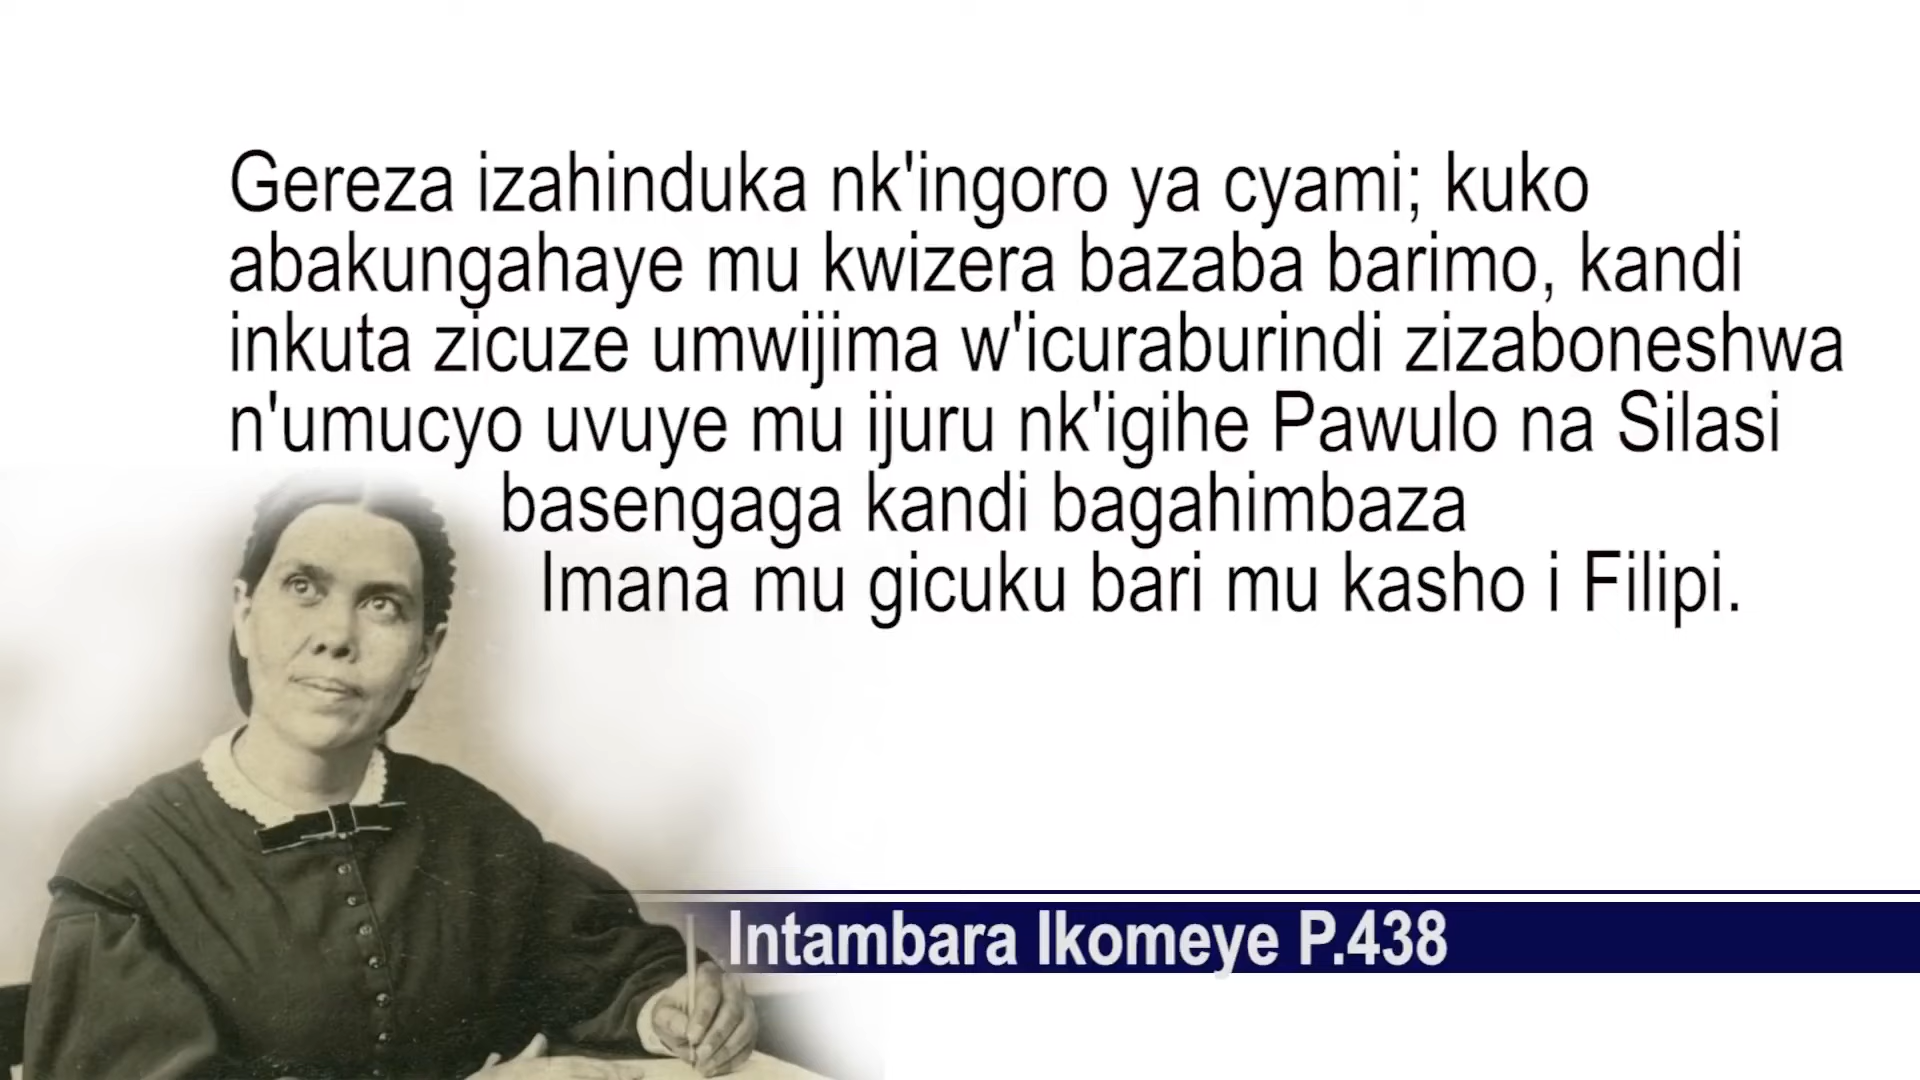 Gereza izahinduka nk'ingoro ya cyami; kuko
abakungahaye mu kwizera bazaba barimo, kandi
inkuta zicuze umwijima w'icuraburindi zizaboneshwa
n'umucyo uvuye mu ijuru nk'igihe Pawulo na Silasi
basengaga kandi bagahimbaza
Imana mu gicuku bari mu kasho i Filipi.
Intambara Ikomeye P.438